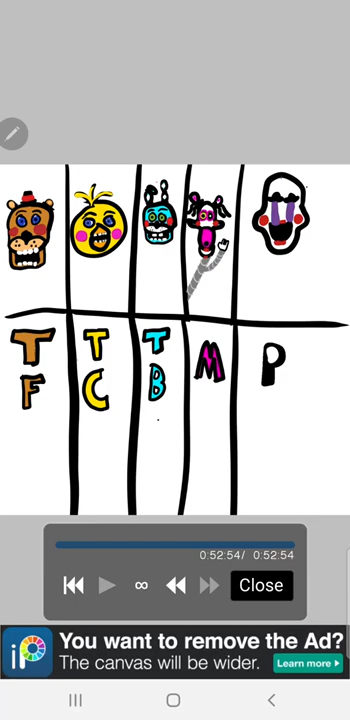 T T T M P
F C B
0:52:54/ 0:52:54
Close
iP
You want to remove the Ad?
The canvas will be wider.
Learn more ▸